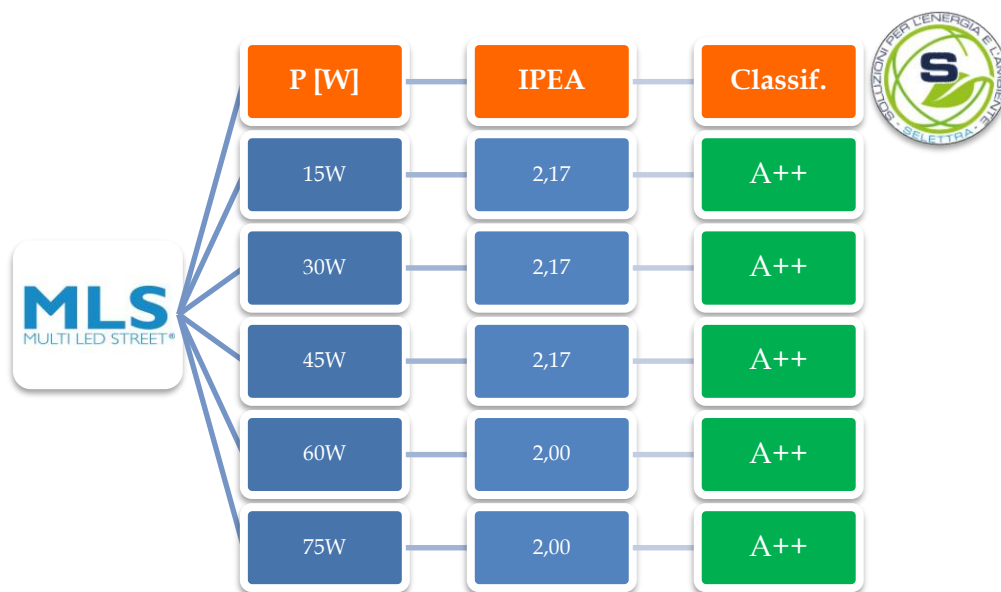 P [W] IPEA Classif.
15W 2,17 A++
30W 2,17 A++
45W 2,17 A++
60W 2,00 A++
75W 2,00 A++
MLS
MULTI LED STREET®
SOLUZIONI PER L'ENERGIA E L'AMBIENTE
S
- SELETTRA -